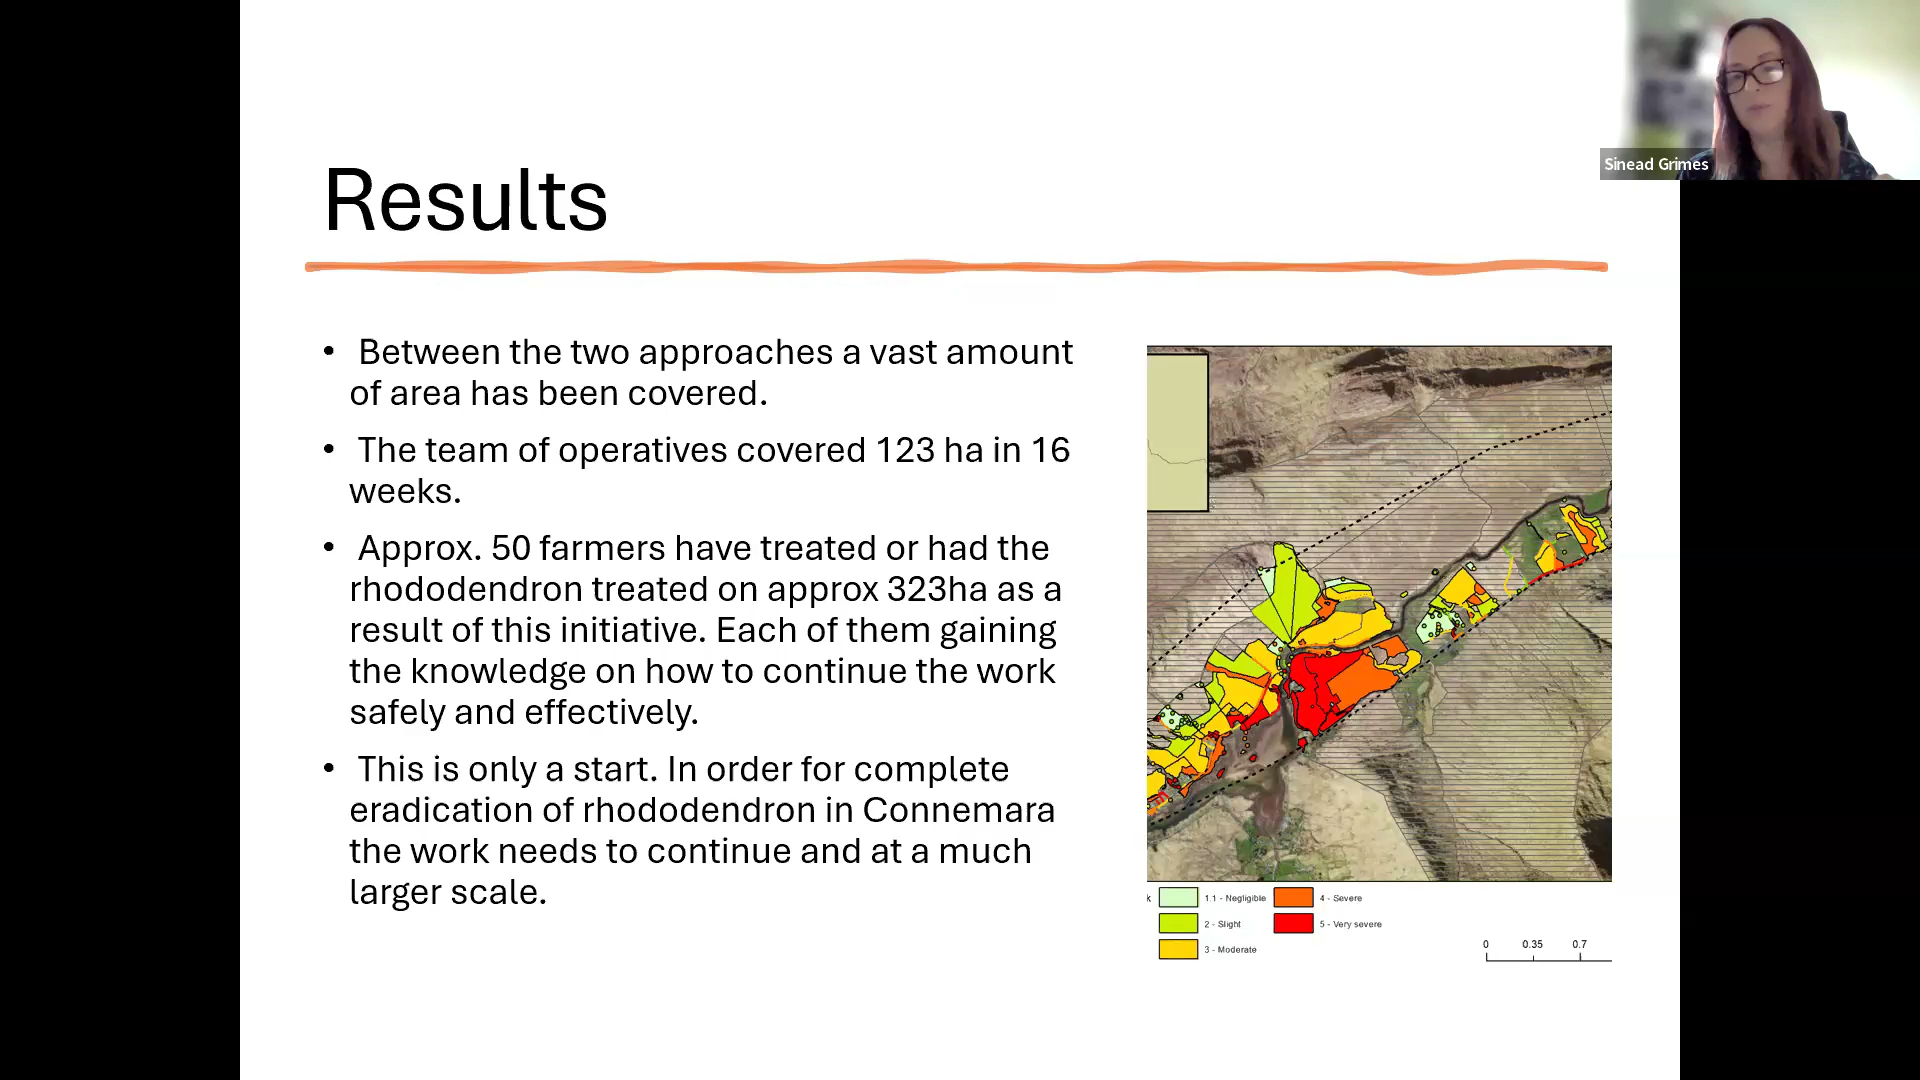 Sinead Grimes
Results
• Between the two approaches a vast amount
of area has been covered.
• The team of operatives covered 123 ha in 16
weeks.
• Approx. 50 farmers have treated or had the
rhododendron treated on approx 323ha as a
result of this initiative. Each of them gaining
the knowledge on how to continue the work
safely and effectively.
• This is only a start. In order for complete
eradication of rhododendron in Connemara
the work needs to continue and at a much
larger scale.
k 1.1 - Negligible 4 - Severe
2 - Slight 5 - Very severe
3 - Moderate
0 0.35 0.7